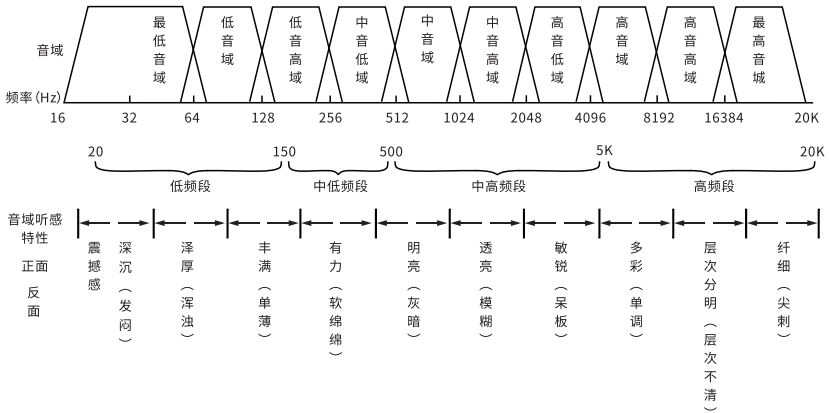 音域
最低音域
低音域
低音高域
中音低域
中音域
中音高域
高音低域
高音域
高音高域
最高音城
频率(Hz)
16 32 64 128 256 512 1024 2048 4096 8192 16384 20K
20 150 500 5K 20K
低频段 中低频段 中高频段 高频段
音域听感
特性
正面
反面
震撼感
深沉(发闷)
泽厚(浑浊)
丰满(单薄)
有力(软绵绵)
明亮(灰暗)
透亮(模糊)
敏锐(呆板)
多彩(单调)
层次分明(层次不清)
纤细(尖刺)